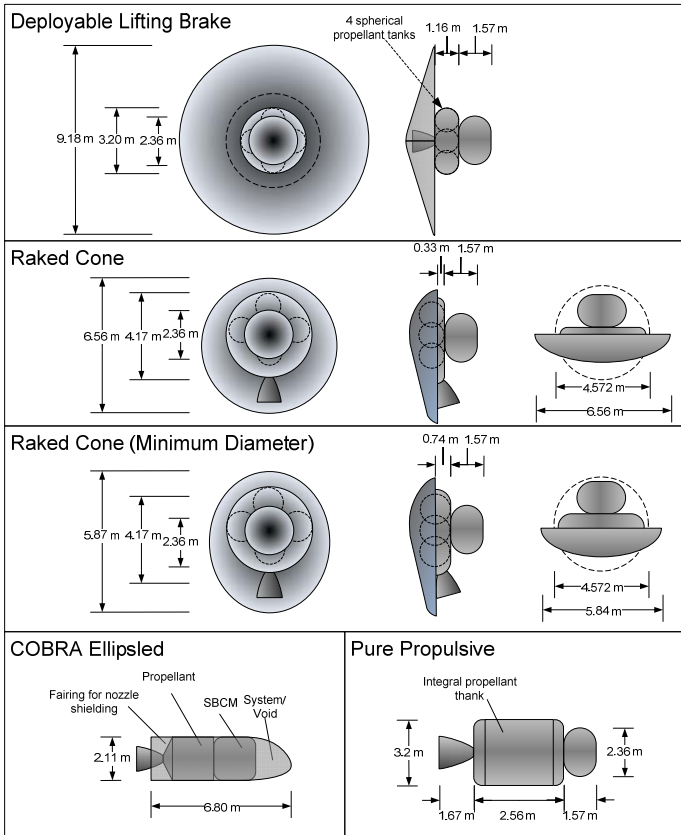 Deployable Lifting Brake
4 spherical
propellant tanks
1.16 m
1.57 m
9.18 m
3.20 m
2.36 m
Raked Cone
0.33 m
1.57 m
6.56 m
4.17 m
2.36 m
4.572 m
6.56 m
Raked Cone (Minimum Diameter)
0.74 m
1.57 m
5.87 m
4.17 m
2.36 m
4.572 m
5.84 m
COBRA Ellipsled
Propellant
Fairing for nozzle
shielding
SBCM
System/
Void
2.11 m
6.80 m
Pure Propulsive
Integral propellant
thank
3.2 m
2.36 m
1.67 m
2.56 m
1.57 m